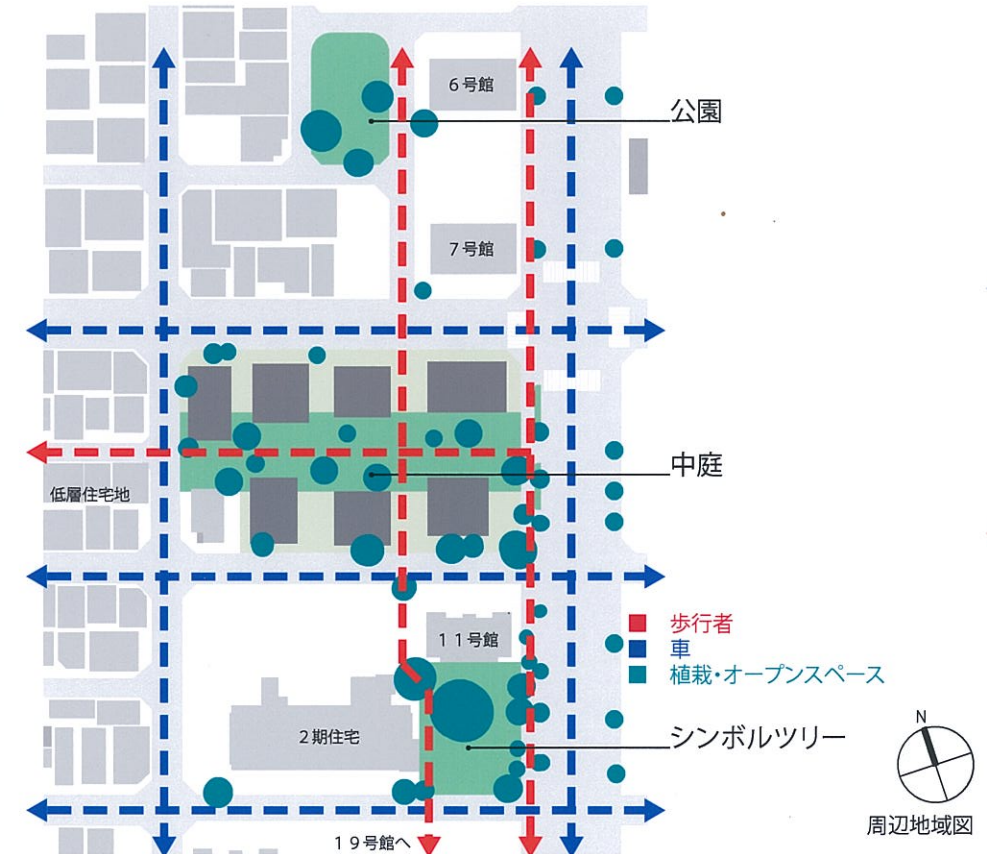 6号館
公園
7号館
中庭
低層住宅地
歩行者
11号館
車
植栽・オープンスペース
シンボルツリー
2期住宅
N
周辺地域図
19号館へ